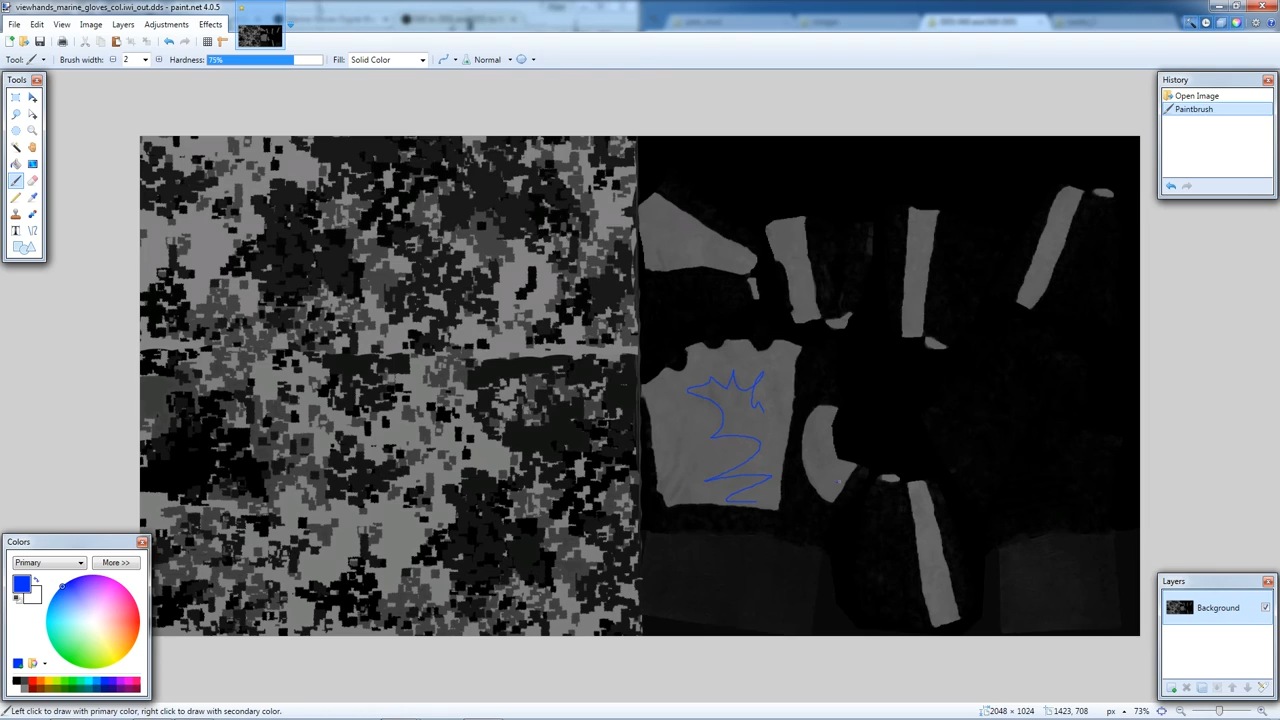 viewhands_marine_gloves_col.iwi_out.dds - paint.net 4.0.5
File Edit View Image Layers Adjustments Effects
Tool: Brush width: 2 Hardness: 75% Fill: Solid Color Normal
Tools
History
Open Image
Paintbrush
Colors
Primary More >>
Layers
Background
Left click to draw with primary color, right click to draw with secondary color. 2048 × 1024 1423, 708 px 73%